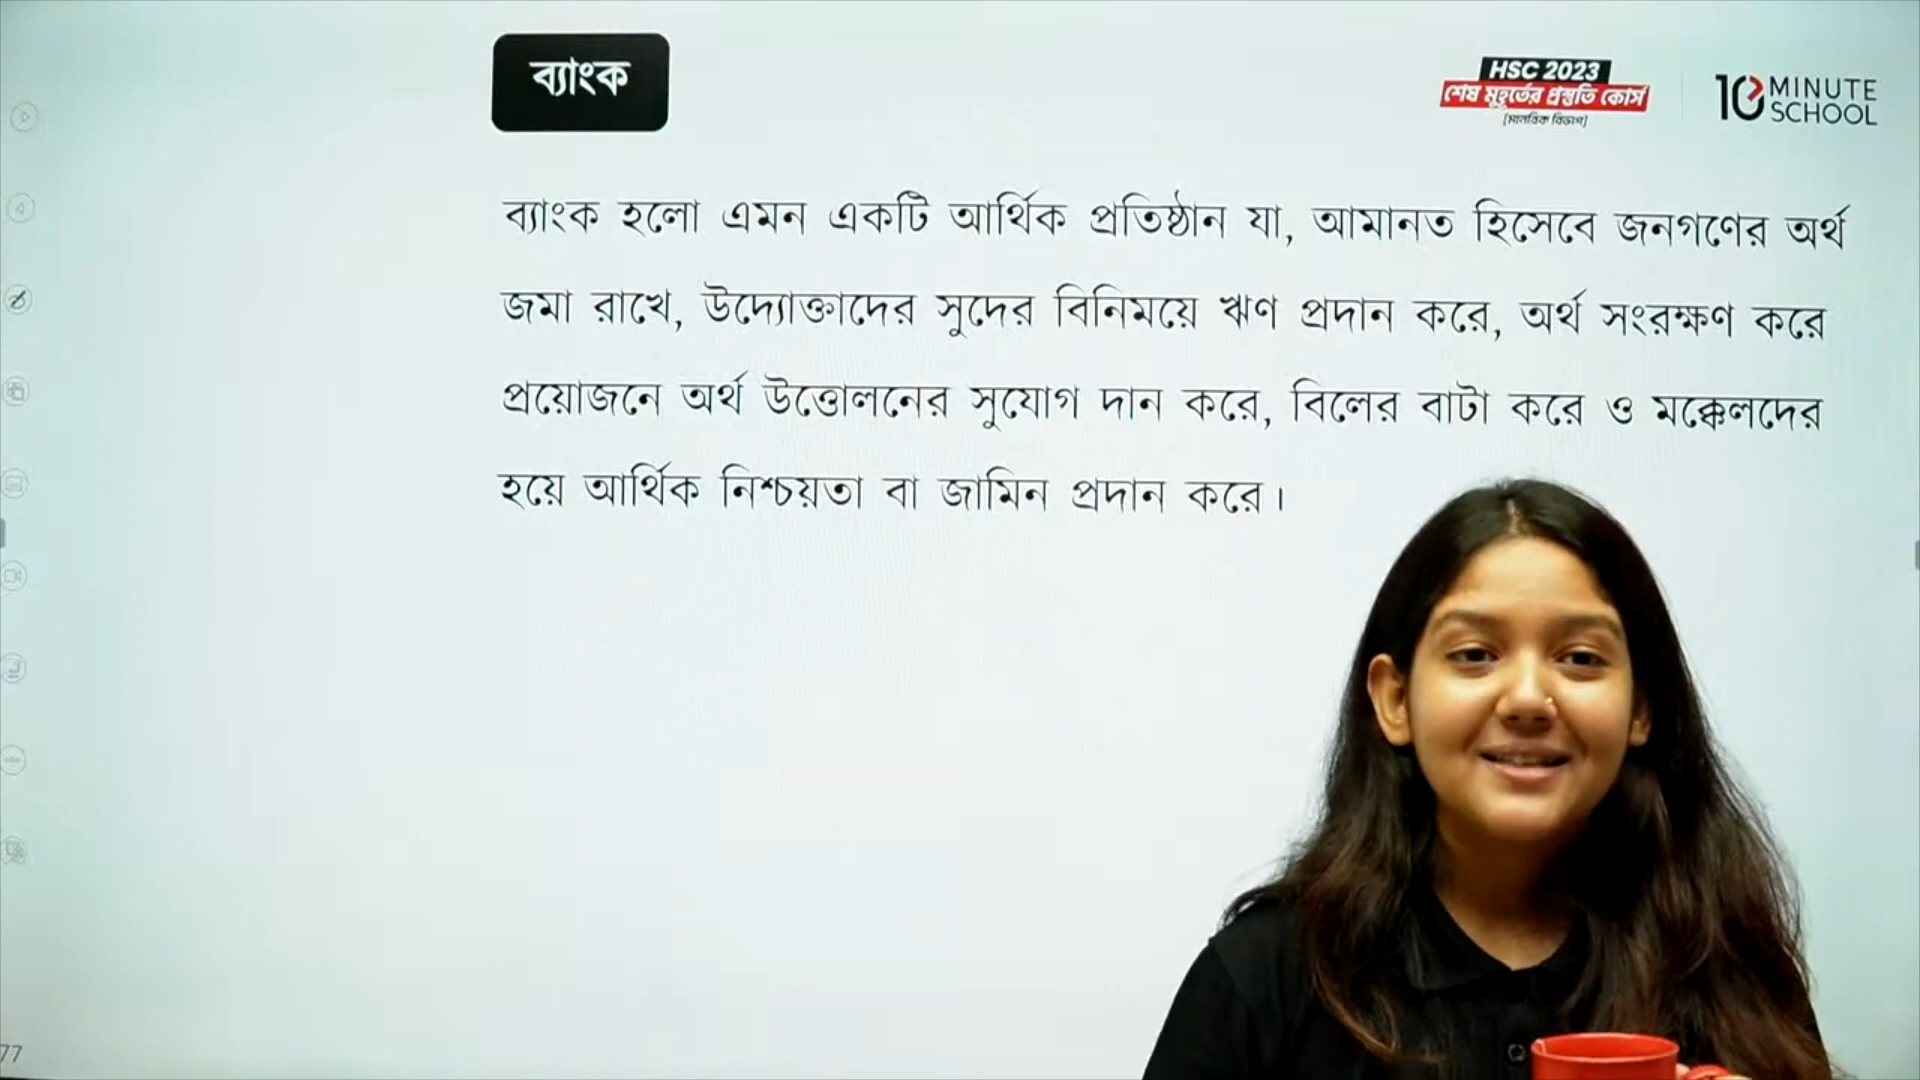 ব্যাংক
HSC 2023
শেষ মুহূর্তের প্রস্তুতি কোর্স
[মানবিক বিভাগ]
10 MINUTE SCHOOL
ব্যাংক হলো এমন একটি আর্থিক প্রতিষ্ঠান যা, আমানত হিসেবে জনগণের অর্থ
জমা রাখে, উদ্যোক্তাদের সুদের বিনিময়ে ঋণ প্রদান করে, অর্থ সংরক্ষণ করে
প্রয়োজনে অর্থ উত্তোলনের সুযোগ দান করে, বিলের বাটা করে ও মক্কেলদের
হয়ে আর্থিক নিশ্চয়তা বা জামিন প্রদান করে।
77